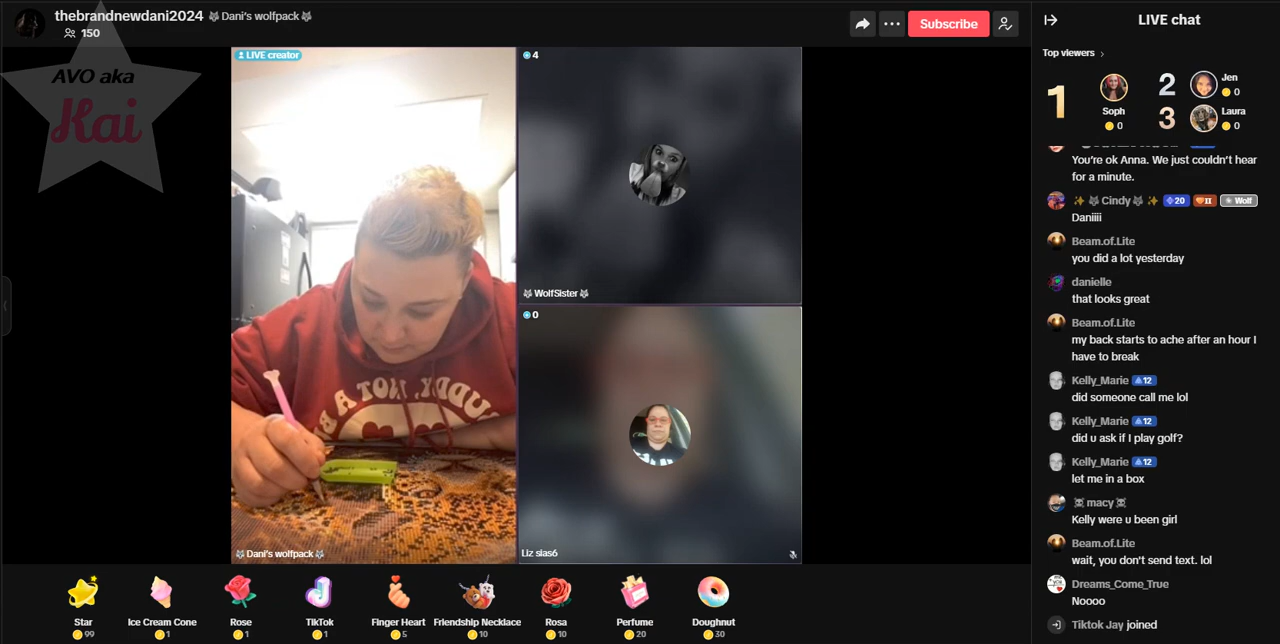 thebrandnewdani2024 🐺 Dani's wolfpack 🐺
150
Subscribe
AVO aka
Kai
LIVE creator
4
🐺 WolfSister 🐺
0
Liz sias6
🐺 Dani's wolfpack 🐺
Star
99
Ice Cream Cone
1
Rose
1
TikTok
1
Finger Heart
5
Friendship Necklace
10
Rosa
10
Perfume
20
Doughnut
30
LIVE chat
Top viewers >
1
Soph
0
2
Jen
0
3
Laura
0
You're ok Anna. We just couldn't hear
for a minute.
✨ 🐺 Cindy 🐺 ✨ 20 II Wolf
Daniiii
Beam.of.Lite
you did a lot yesterday
danielle
that looks great
Beam.of.Lite
my back starts to ache after an hour I
have to break
Kelly_Marie 12
did someone call me lol
Kelly_Marie 12
did u ask if I play golf?
Kelly_Marie 12
let me in a box
☠️ macy ☠️
Kelly were u been girl
Beam.of.Lite
wait, you don't send text. lol
Dreams_Come_True
Noooo
Tiktok Jay joined